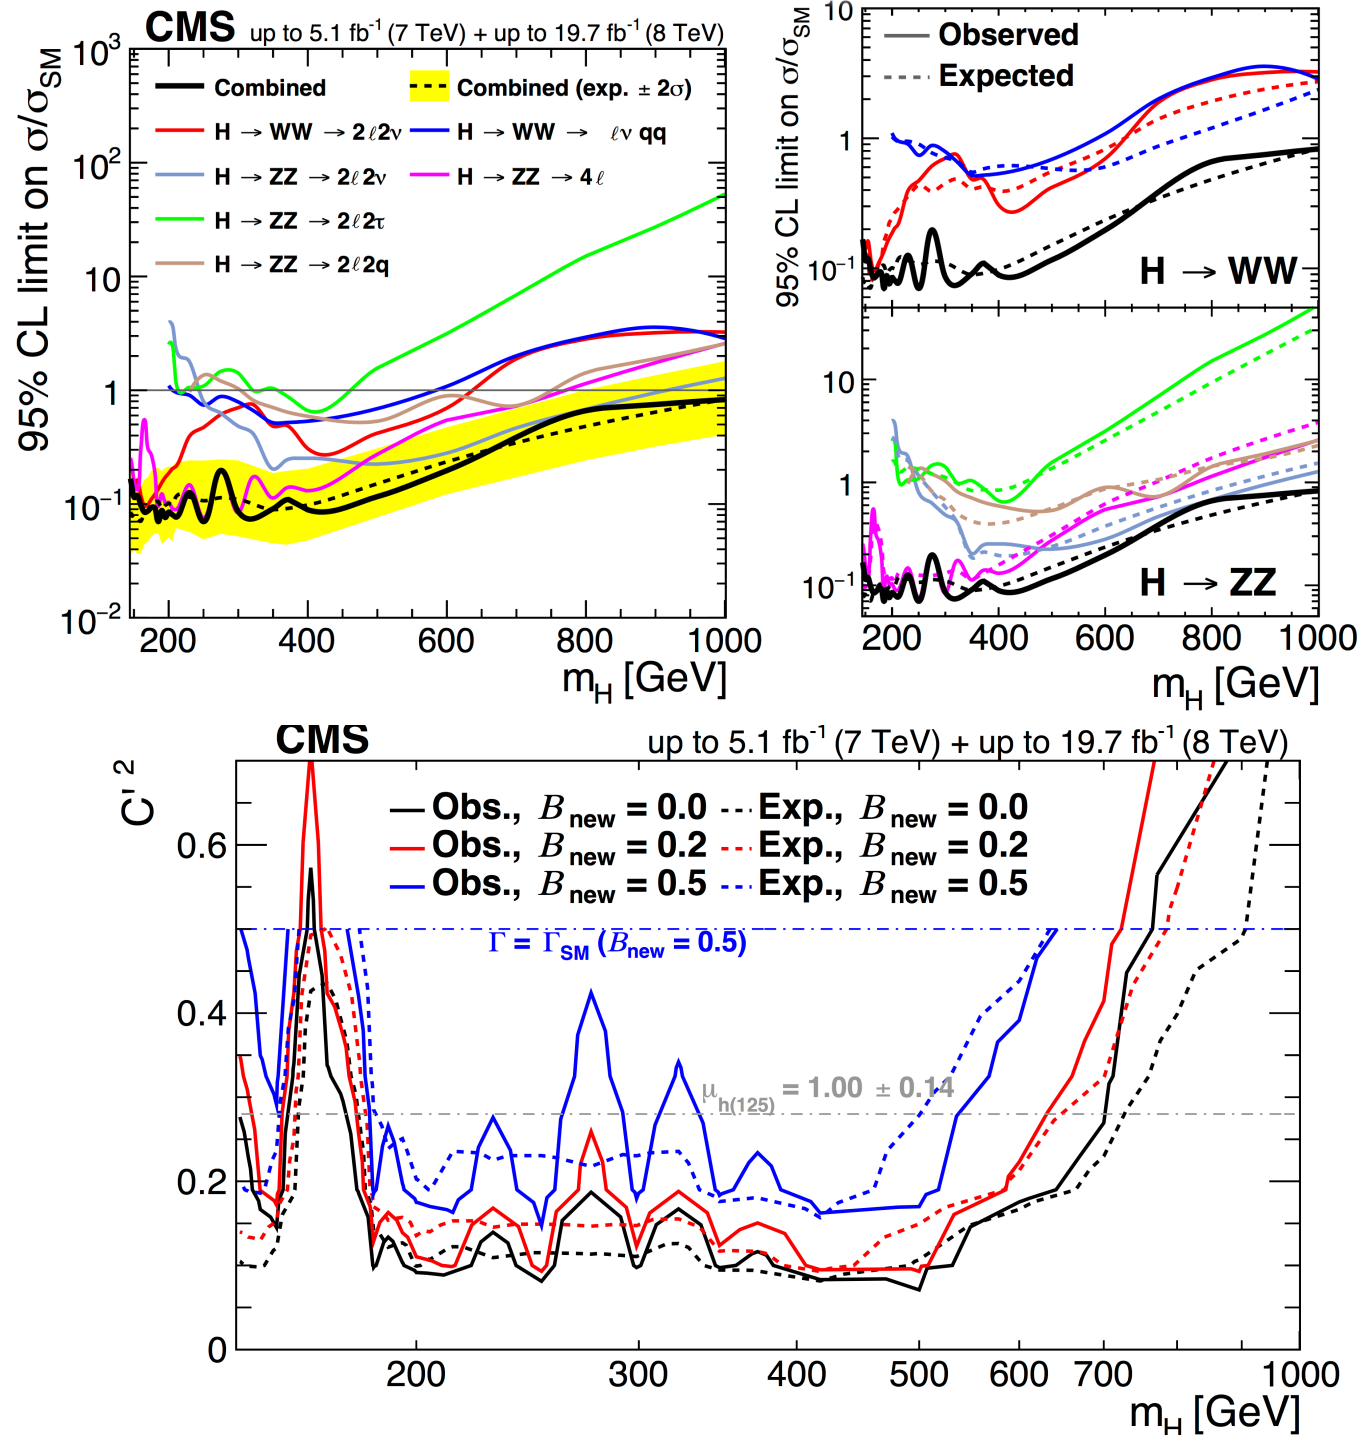 CMS up to 5.1 fb⁻¹ (7 TeV) + up to 19.7 fb⁻¹ (8 TeV)
95% CL limit on σ/σSM
10³
10²
10
1
10⁻¹
10⁻²
Combined
Combined (exp. ± 2σ)
H → WW → 2ℓ2ν
H → WW → ℓν qq
H → ZZ → 2ℓ2ν
H → ZZ → 4ℓ
H → ZZ → 2ℓ2τ
H → ZZ → 2ℓ2q
200 400 600 800 1000
mH [GeV]
95% CL limit on σ/σSM
10
1
10⁻¹
Observed
Expected
H → WW
10
1
10⁻¹
H → ZZ
200 400 600 800 1000
mH [GeV]
CMS up to 5.1 fb⁻¹ (7 TeV) + up to 19.7 fb⁻¹ (8 TeV)
C' ²
0.6
0.4
0.2
0
Obs., Bnew = 0.0 Exp., Bnew = 0.0
Obs., Bnew = 0.2 Exp., Bnew = 0.2
Obs., Bnew = 0.5 Exp., Bnew = 0.5
Γ = ΓSM (Bnew = 0.5)
μh(125) = 1.00 ± 0.14
200 300 400 500 600 700 1000
mH [GeV]